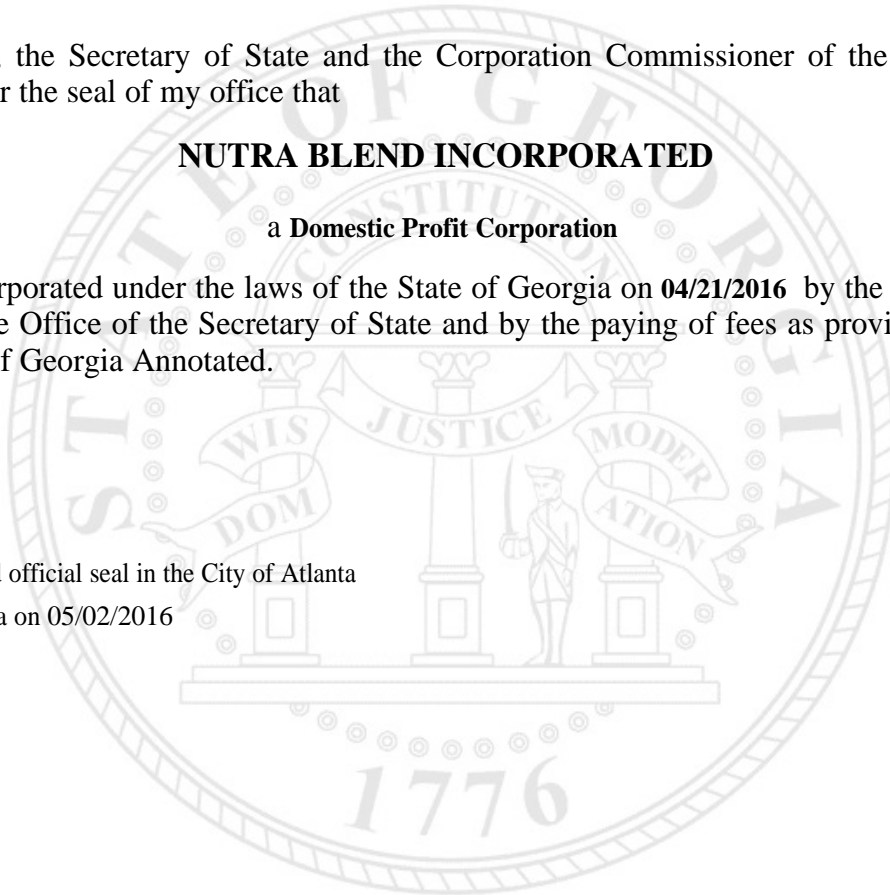 , the Secretary of State and the Corporation Commissioner of the
r the seal of my office that
NUTRA BLEND INCORPORATED
a Domestic Profit Corporation
rporated under the laws of the State of Georgia on 04/21/2016 by the
e Office of the Secretary of State and by the paying of fees as provi
f Georgia Annotated.
l official seal in the City of Atlanta
a on 05/02/2016
STATE OF GEORGIA
CONSTITUTION
WIS
DOM
JUSTICE
MODER
ATION
1776